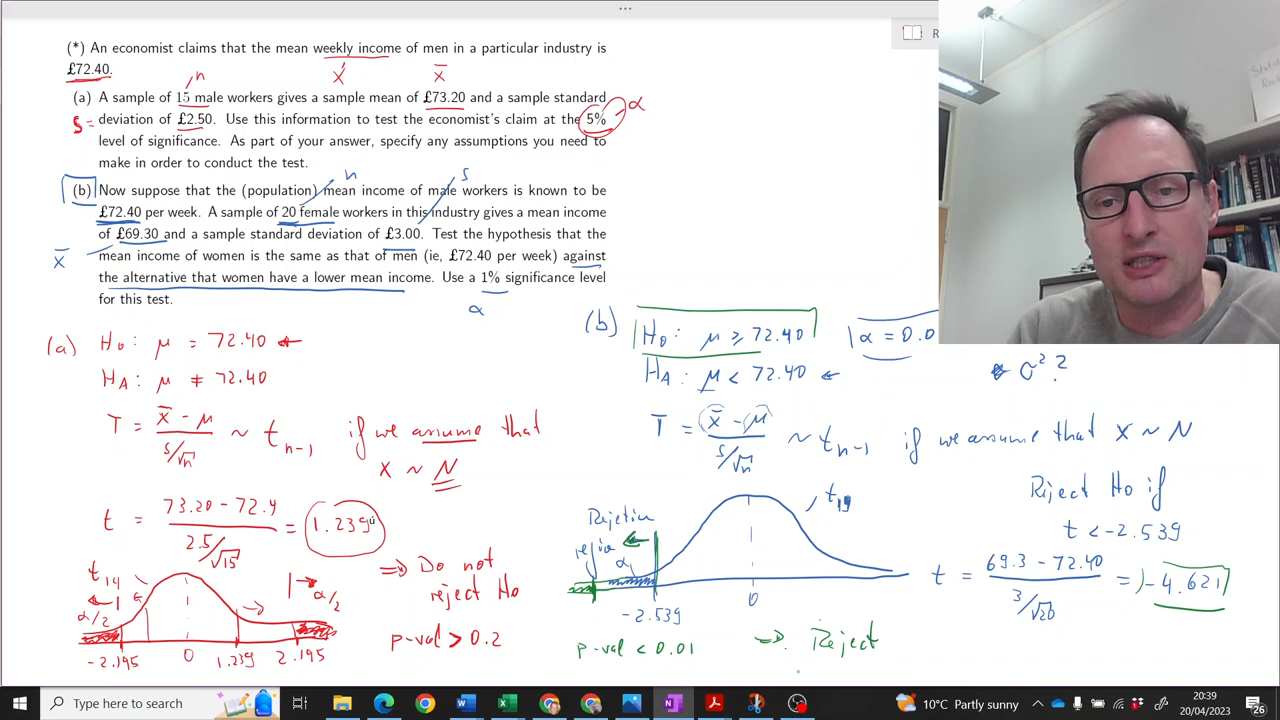 (*) An economist claims that the mean weekly income of men in a particular industry is
£72.40.
n
x
x̄
(a) A sample of 15 male workers gives a sample mean of £73.20 and a sample standard
α
s =
deviation of £2.50. Use this information to test the economist's claim at the 5%
level of significance. As part of your answer, specify any assumptions you need to
make in order to conduct the test.
n
s
(b) Now suppose that the (population) mean income of male workers is known to be
£72.40 per week. A sample of 20 female workers in this industry gives a mean income
of £69.30 and a sample standard deviation of £3.00. Test the hypothesis that the
x̄
mean income of women is the same as that of men (ie, £72.40 per week) against
the alternative that women have a lower mean income. Use a 1% significance level
for this test.
α
(a) H0: μ = 72.40 ←
HA: μ ≠ 72.40
T = x̄ - μ / s/√n ~ t n-1 if we assume that
x ~ N
t = 73.20 - 72.4 / 2.5/√15 = 1.239
⇒ Do not
reject H0
t14
α/2
α/2
-2.195 0 1.239 2.195
p-val > 0.2
(b) H0: μ ≥ 72.40 α = 0.0
HA: μ < 72.40 ←
σ² ?
T = x̄ - μ / s/√n ~ t n-1 if we assume that X ~ N
t19
Reject H0 if
t < -2.539
Rejection
region
α
-2.539
0
t = 69.3 - 72.40 / 3/√20 = -4.621
p-val < 0.01 ⇒ Reject
R
Type here to search
10°C Partly sunny
20:39
20/04/2023
26